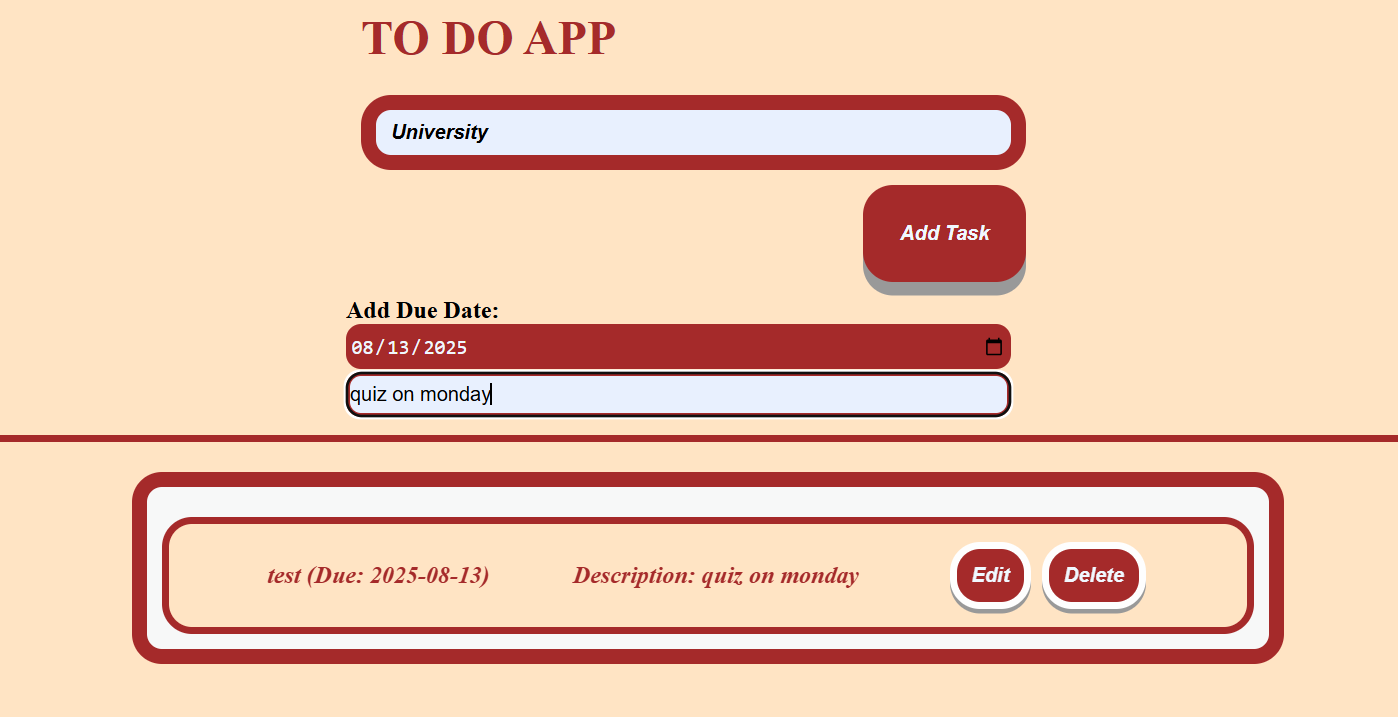 TO DO APP
University
Add Task
Add Due Date:
08/13/2025
quiz on monday
test (Due: 2025-08-13) Description: quiz on monday Edit Delete